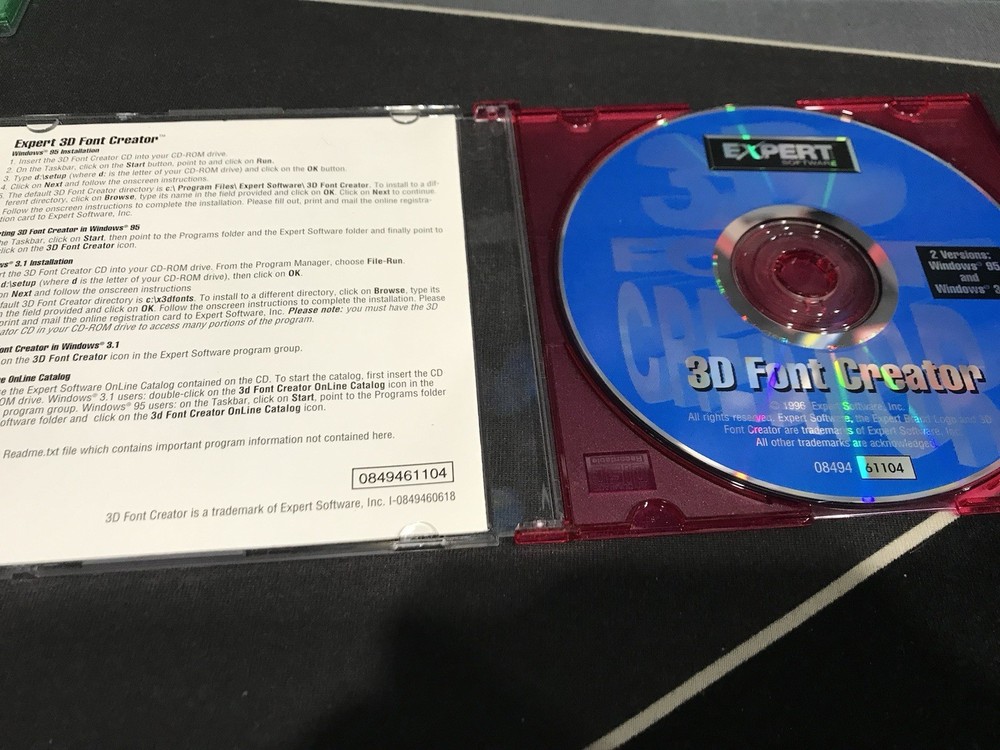 Expert 3D Font Creator™
Windows® 95 Installation
1. Insert the 3D Font Creator CD into your CD-ROM drive.
2. On the Taskbar, click on the Start button, point to and click on Run.
3. Type d:\setup (where d: is the letter of your CD-ROM drive) and click on the OK button.
4. Click on Next and follow the onscreen instructions.
The default 3D Font Creator directory is c:\ Program Files\ Expert Software\ 3D Font Creator. To install to a dif-
ferent directory, click on Browse, type its name in the field provided and click on OK. Click on Next to continue.
Follow the onscreen instructions to complete the installation. Please fill out, print and mail the online registra-
tion card to Expert Software, Inc.
ting 3D Font Creator in Windows® 95
he Taskbar, click on Start, then point to the Programs folder and the Expert Software folder and finally point to
click on the 3D Font Creator icon.
ws® 3.1 Installation
rt the 3D Font Creator CD into your CD-ROM drive. From the Program Manager, choose File-Run.
d:\setup (where d is the letter of your CD-ROM drive), then click on OK.
on Next and follow the onscreen instructions
fault 3D Font Creator directory is c:\x3dfonts. To install to a different directory, click on Browse, type its
n the field provided and click on OK. Follow the onscreen instructions to complete the installation. Please
print and mail the online registration card to Expert Software, Inc. Please note: you must have the 3D
ator CD in your CD-ROM drive to access many portions of the program.
ont Creator in Windows® 3.1
on the 3D Font Creator icon in the Expert Software program group.
e OnLine Catalog
e the Expert Software OnLine Catalog contained on the CD. To start the catalog, first insert the CD
OM drive. Windows® 3.1 users: double-click on the 3d Font Creator OnLine Catalog icon in the
program group. Windows® 95 users: on the Taskbar, click on Start, point to the Programs folder
oftware folder and click on the 3d Font Creator OnLine Catalog icon.
Readme.txt file which contains important program information not contained here.
0849461104
3D Font Creator is a trademark of Expert Software, Inc. I-0849460618
EXPERT
SOFTWARE
3D
FONT
CREATOR
2 Versions:
Windows® 95
and
Windows® 3
3D Font Creator
© 1996 Expert Software, Inc.
All rights reserved. Expert Software, the Expert Brand Logo and 3D
Font Creator are trademarks of Expert Software, Inc.
All other trademarks are acknowledged.
08494 61104
Recordable